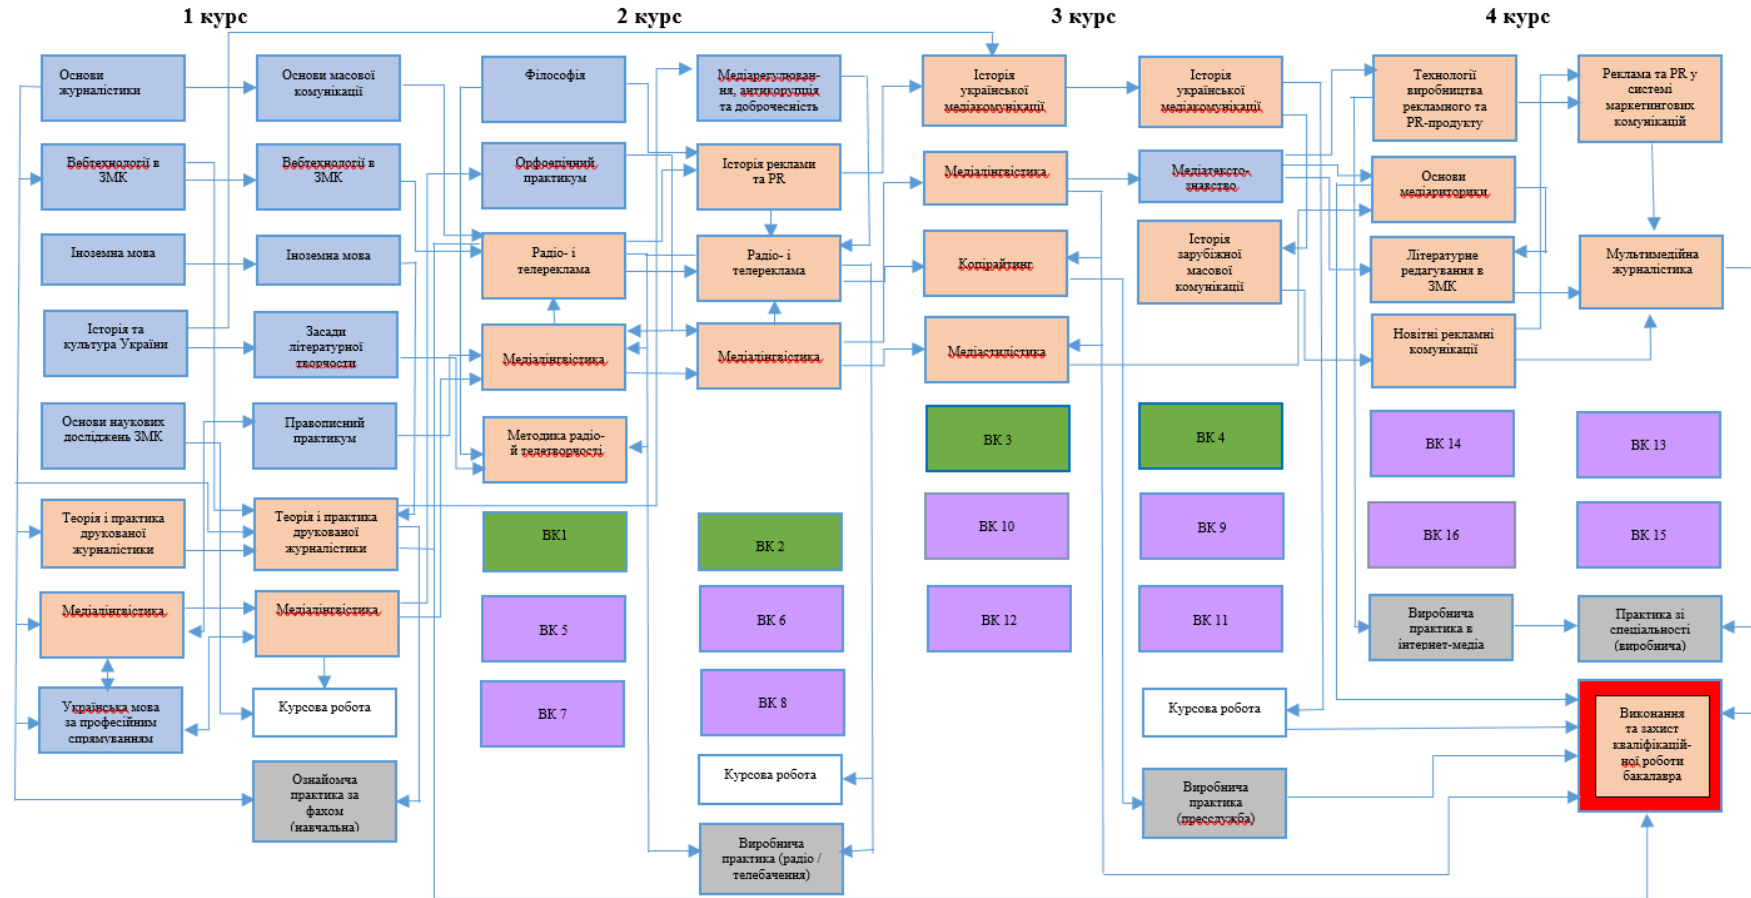 1 курс
2 курс
3 курс
4 курс
Основи
журналістики
Вебтехнології в
ЗМК
Іноземна мова
Історія та
культура України
Основи наукових
досліджень ЗМК
Теорія і практика
друкованої
журналістики
Медіалінгвістика
Українська мова
за професійним
спрямуванням
Основи масової
комунікації
Вебтехнології в
ЗМК
Іноземна мова
Засади
літературної
творчости
Правописний
практикум
Теорія і практика
друкованої
журналістики
Медіалінгвістика
Курсова робота
Ознайомча
практика за
фахом
(навчальна)
Філософія
Орфоепічний
практикум
Радіо- і
телереклама
Медіалінгвістика
Методика радіо-
й телетворчості
ВК1
ВК 5
ВК 7
Медіарегулюван-
ня, антикорупція
та доброчесність
Історія реклами
та PR
Радіо- і
телереклама
Медіалінгвістика
ВК 2
ВК 6
ВК 8
Курсова робота
Виробнича
практика (радіо /
телебачення)
Історія
української
медіакомунікації
Медіалінгвістика
Копірайтинг
Медіастилістика
ВК 3
ВК 10
ВК 12
Історія
української
медіакомунікації
Медіатексто-
знавство
Історія
зарубіжної
масової
комунікації
ВК 4
ВК 9
ВК 11
Курсова робота
Виробнича
практика
(пресслужба)
Технології
виробництва
рекламного та
PR-продукту
Основи
медіариторики
Літературне
редагування в
ЗМК
Новітні рекламні
комунікації
ВК 14
ВК 16
Виробнича
практика в
інтернет-медіа
Реклама та PR у
системі
маркетингових
комунікацій
Мультимедійна
журналістика
ВК 13
ВК 15
Практика зі
спеціальності
(виробнича)
Виконання
та захист
кваліфікацій-
ної роботи
бакалавра